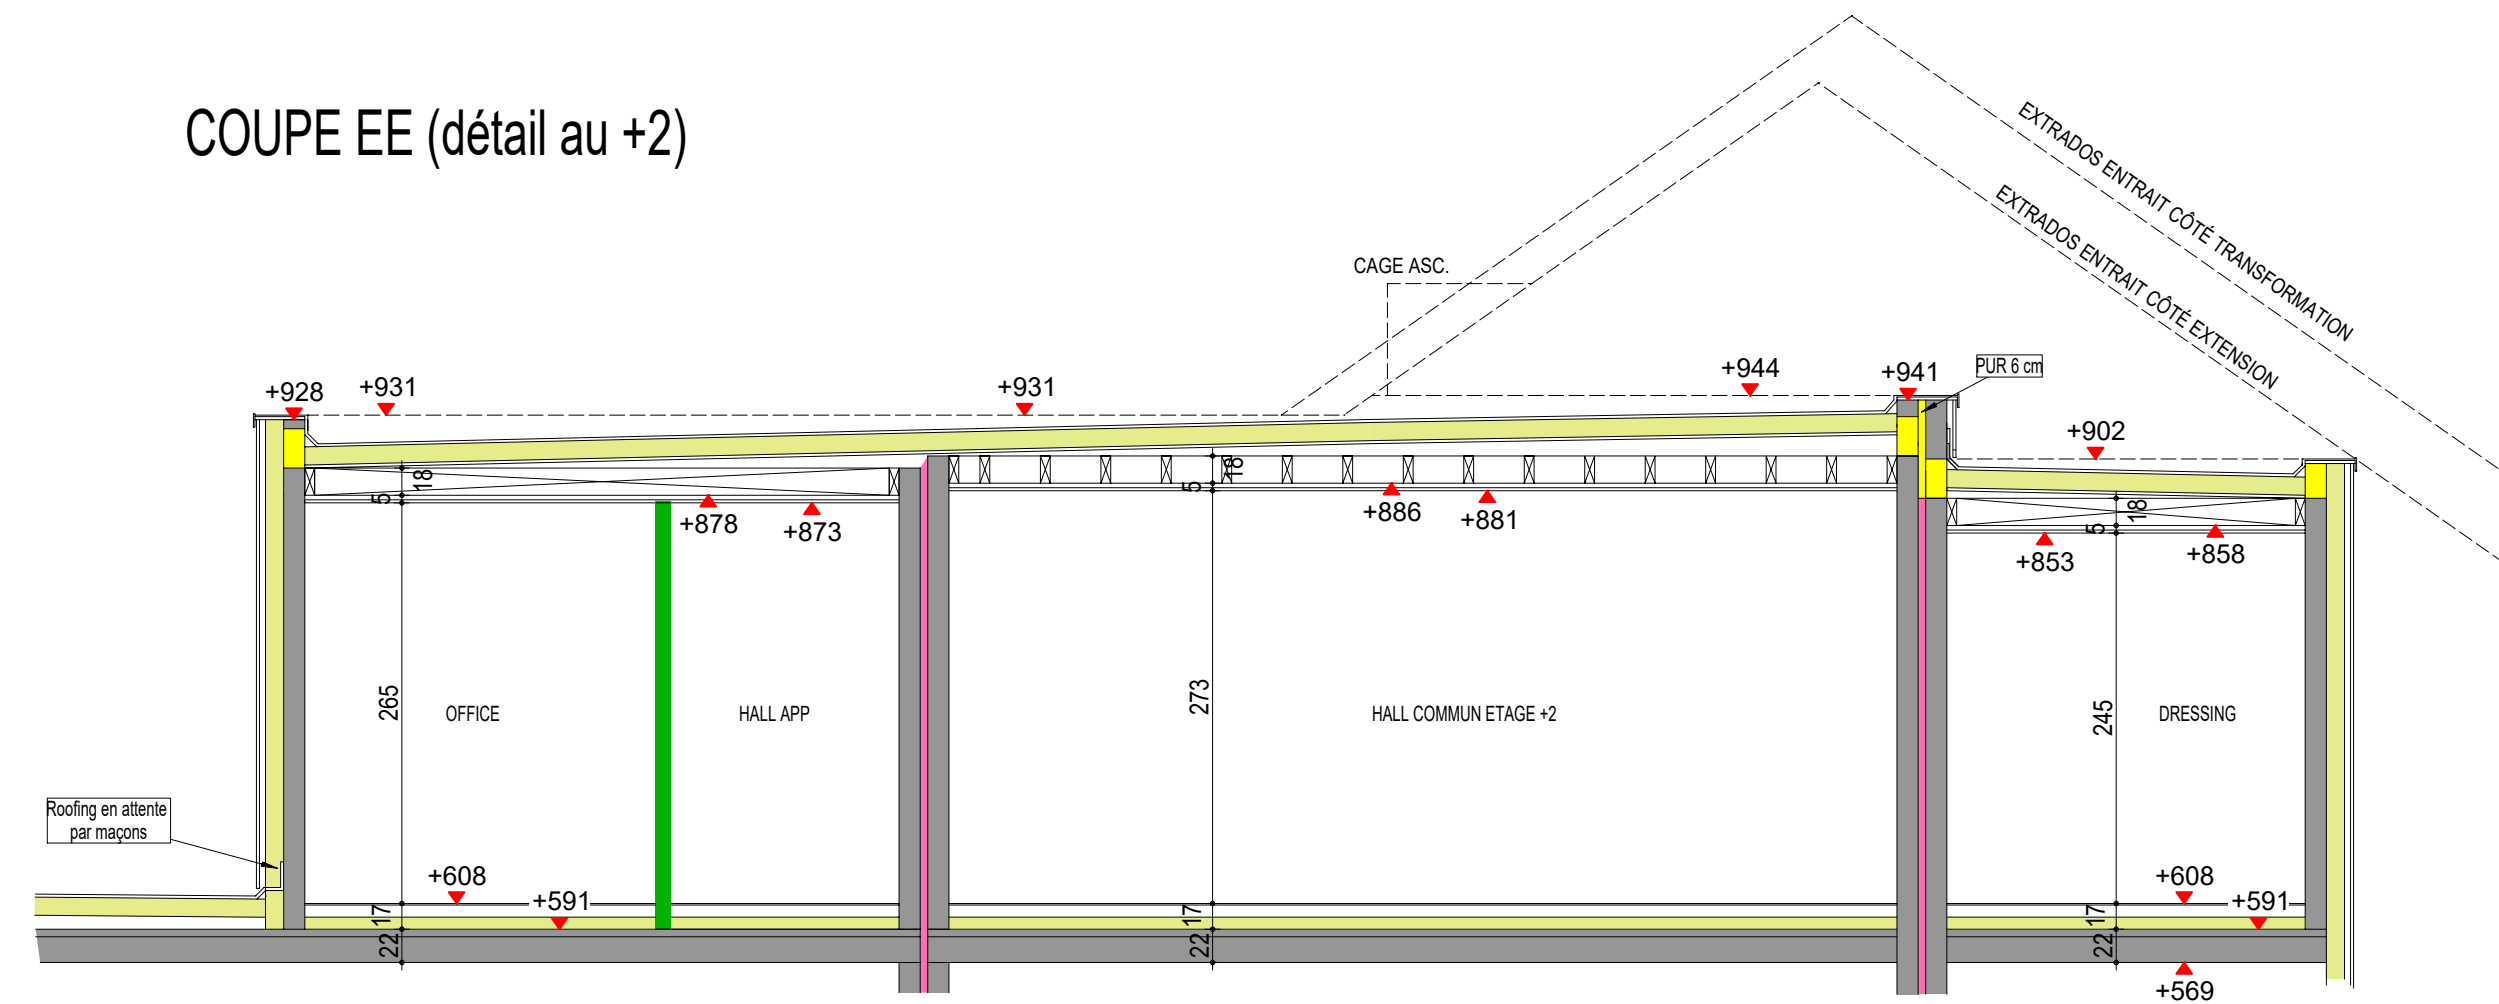 COUPE EE (détail au +2)
EXTRADOS ENTRAIT CÔTÉ TRANSFORMATION
EXTRADOS ENTRAIT CÔTÉ EXTENSION
CAGE ASC.
PUR 6 cm
+928
+931
+931
+944
+941
+902
18
5
18
5
18
5
+878
+873
+886
+881
+853
+858
265
OFFICE
HALL APP
273
HALL COMMUN ETAGE +2
245
DRESSING
Roofing en attente
par maçons
+608
+591
+608
+591
17
22
17
22
17
22
+569